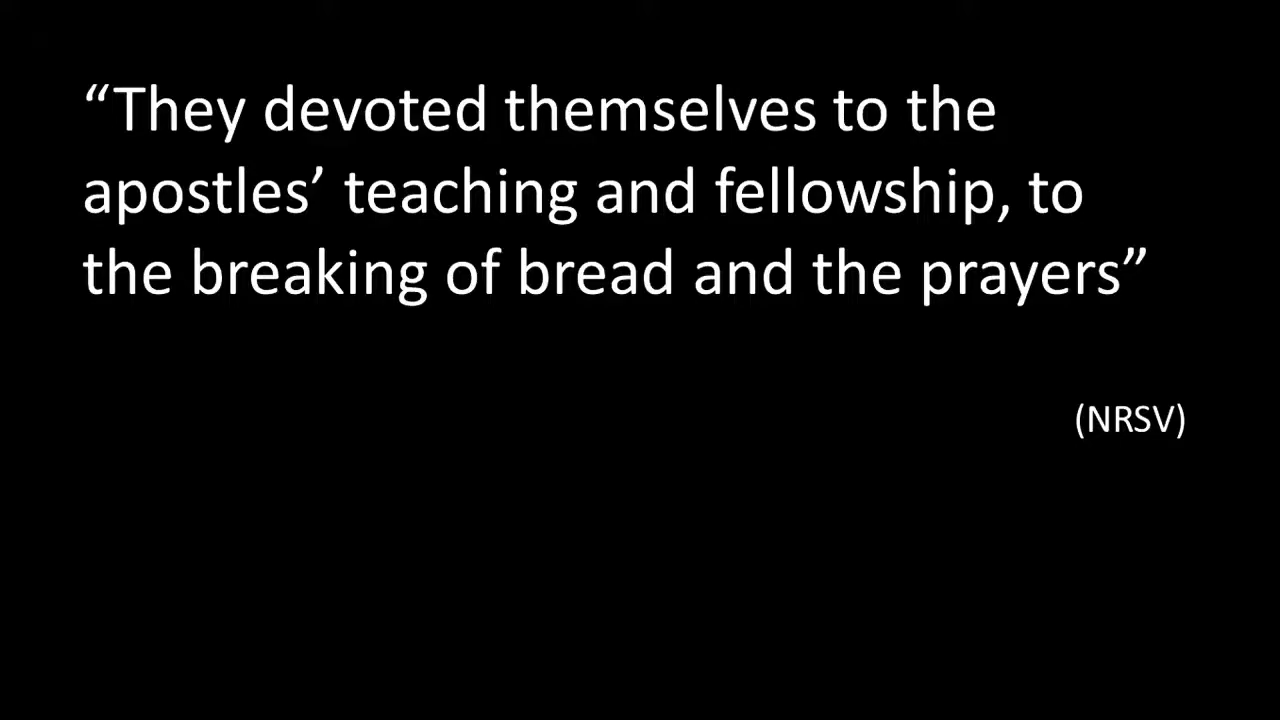 “They devoted themselves to the
apostles’ teaching and fellowship, to
the breaking of bread and the prayers”
(NRSV)